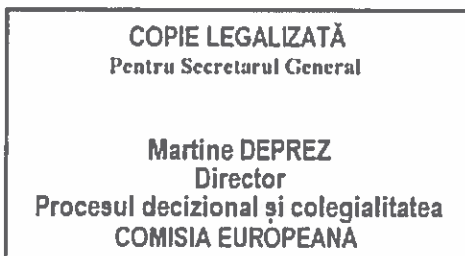 COPIE LEGALIZATĂ
Pentru Secretarul General
Martine DEPREZ
Director
Procesul decizional și colegialitatea
COMISIA EUROPEANĂ